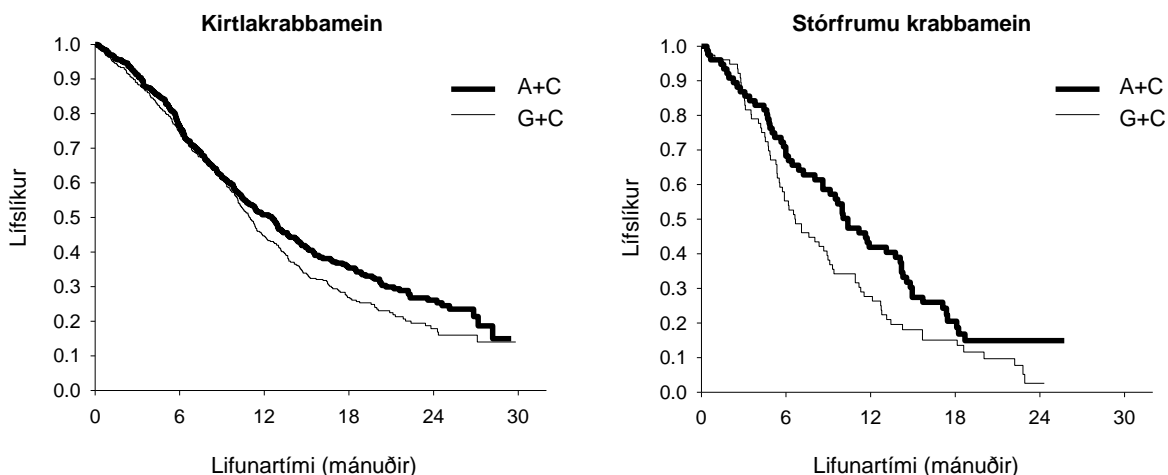 Kirtlakrabbamein
Lífslíkur
1.0
0.9
0.8
0.7
0.6
0.5
0.4
0.3
0.2
0.1
0.0
A+C
G+C
0 6 12 18 24 30
Lifunartími (mánuðir)
Stórfrumu krabbamein
Lífslíkur
1.0
0.9
0.8
0.7
0.6
0.5
0.4
0.3
0.2
0.1
0.0
A+C
G+C
0 6 12 18 24 30
Lifunartími (mánuðir)